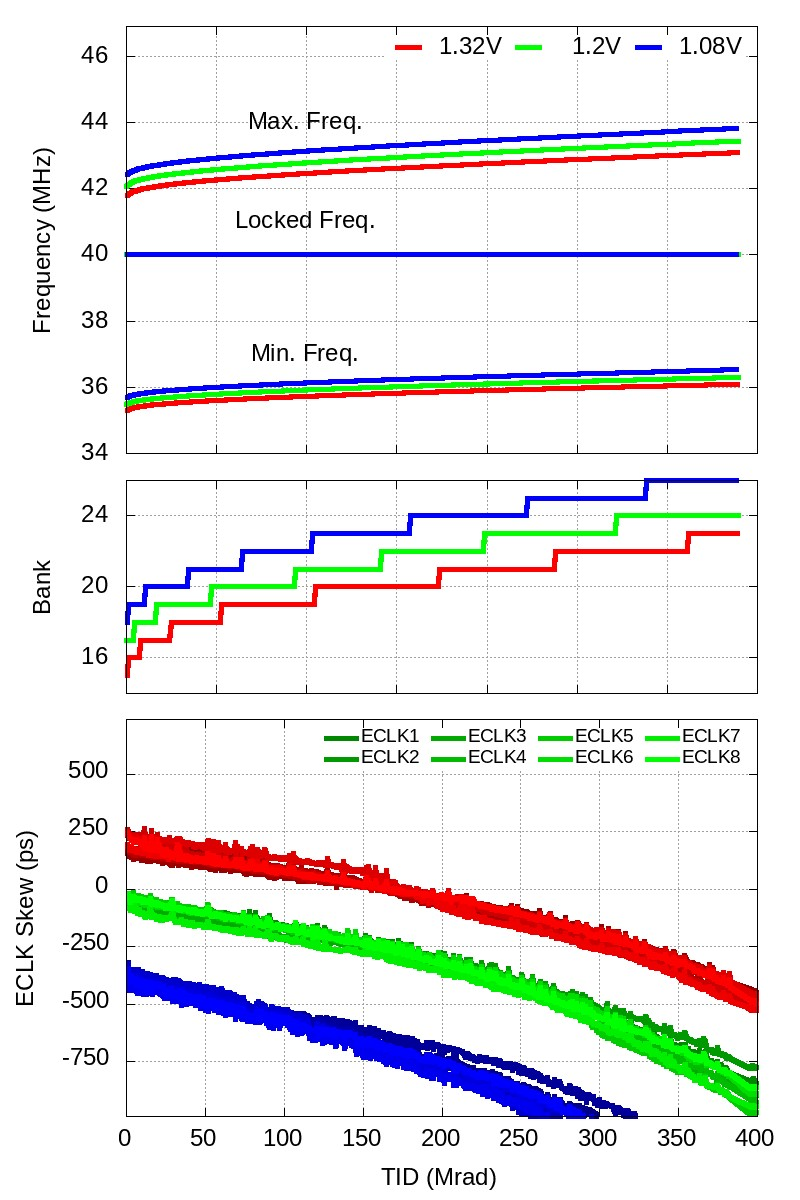 46
1.32V 1.2V 1.08V
44
Max. Freq.
42
Locked Freq.
40
Frequency (MHz)
38
Min. Freq.
36
34
24
Bank
20
16
ECLK1 ECLK3 ECLK5 ECLK7
ECLK2 ECLK4 ECLK6 ECLK8
500
250
0
ECLK Skew (ps)
-250
-500
-750
0 50 100 150 200 250 300 350 400
TID (Mrad)